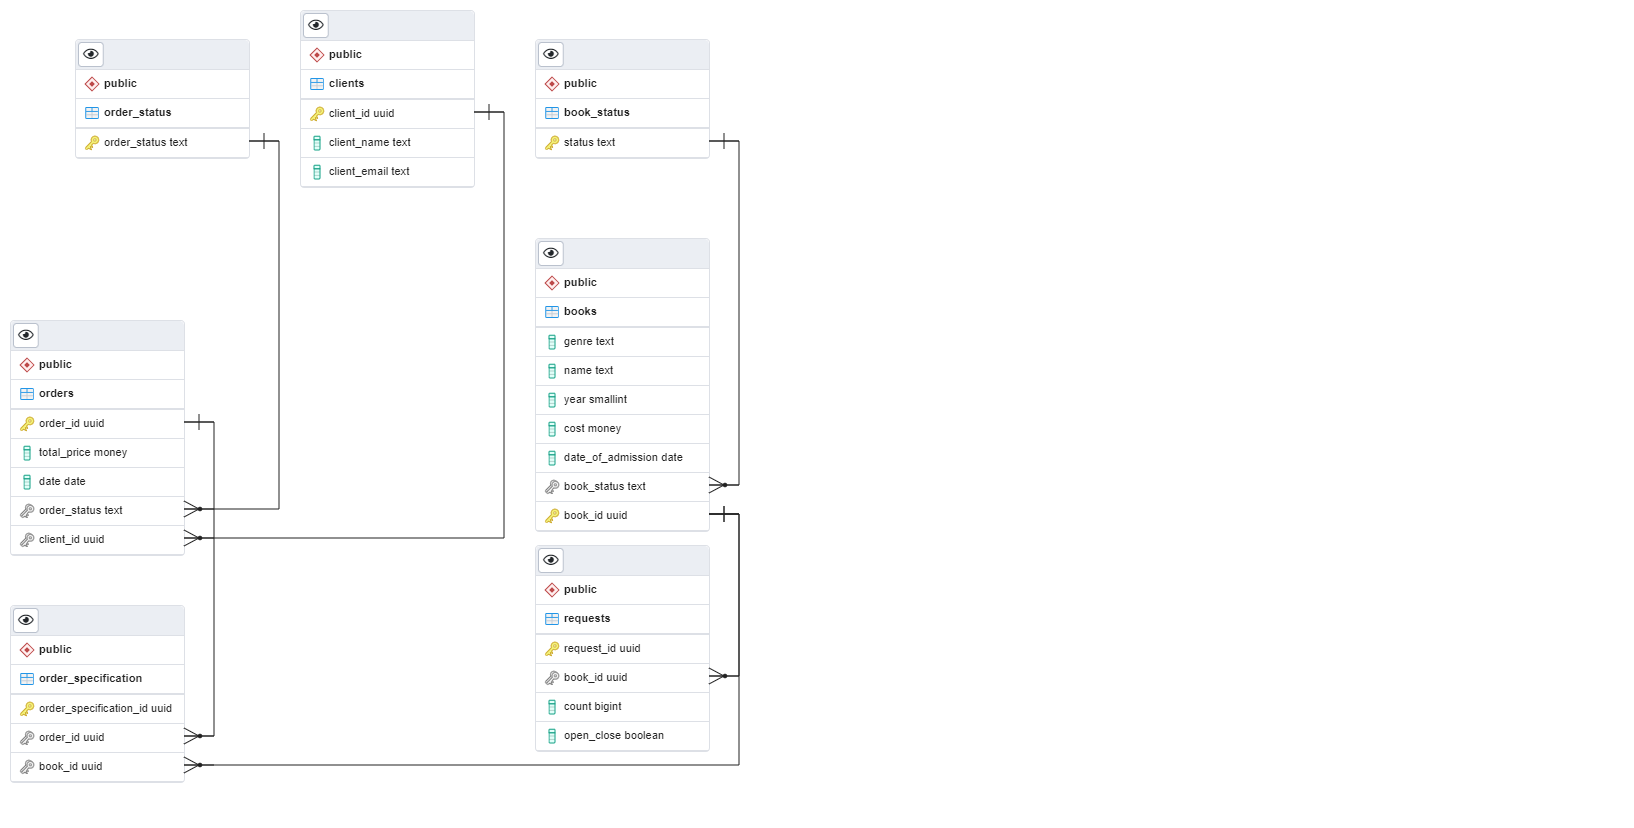 public
order_status
order_status text
public
clients
client_id uuid
client_name text
client_email text
public
book_status
status text
public
books
genre text
name text
year smallint
cost money
date_of_admission date
book_status text
book_id uuid
public
orders
order_id uuid
total_price money
date date
order_status text
client_id uuid
public
requests
request_id uuid
book_id uuid
count bigint
open_close boolean
public
order_specification
order_specification_id uuid
order_id uuid
book_id uuid